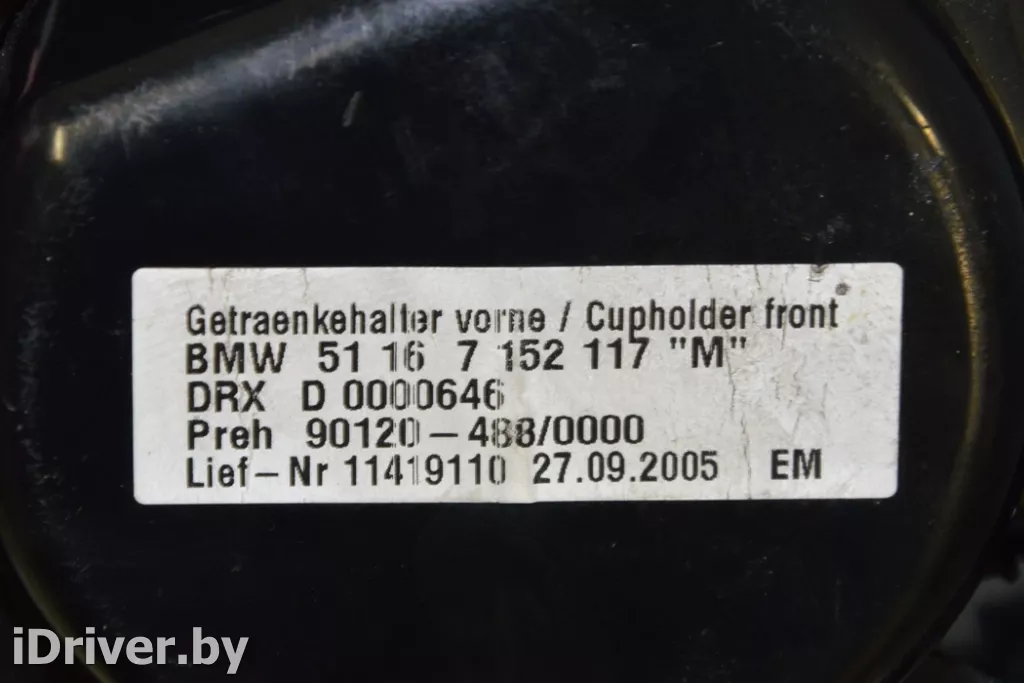 Getraenkehalter vorne / Cupholder front
BMW 51 16 7 152 117 "M"
DRX D 0000646
Preh 90120-488/0000
Lief-Nr 11419110 27.09.2005 EM
iDriver.by